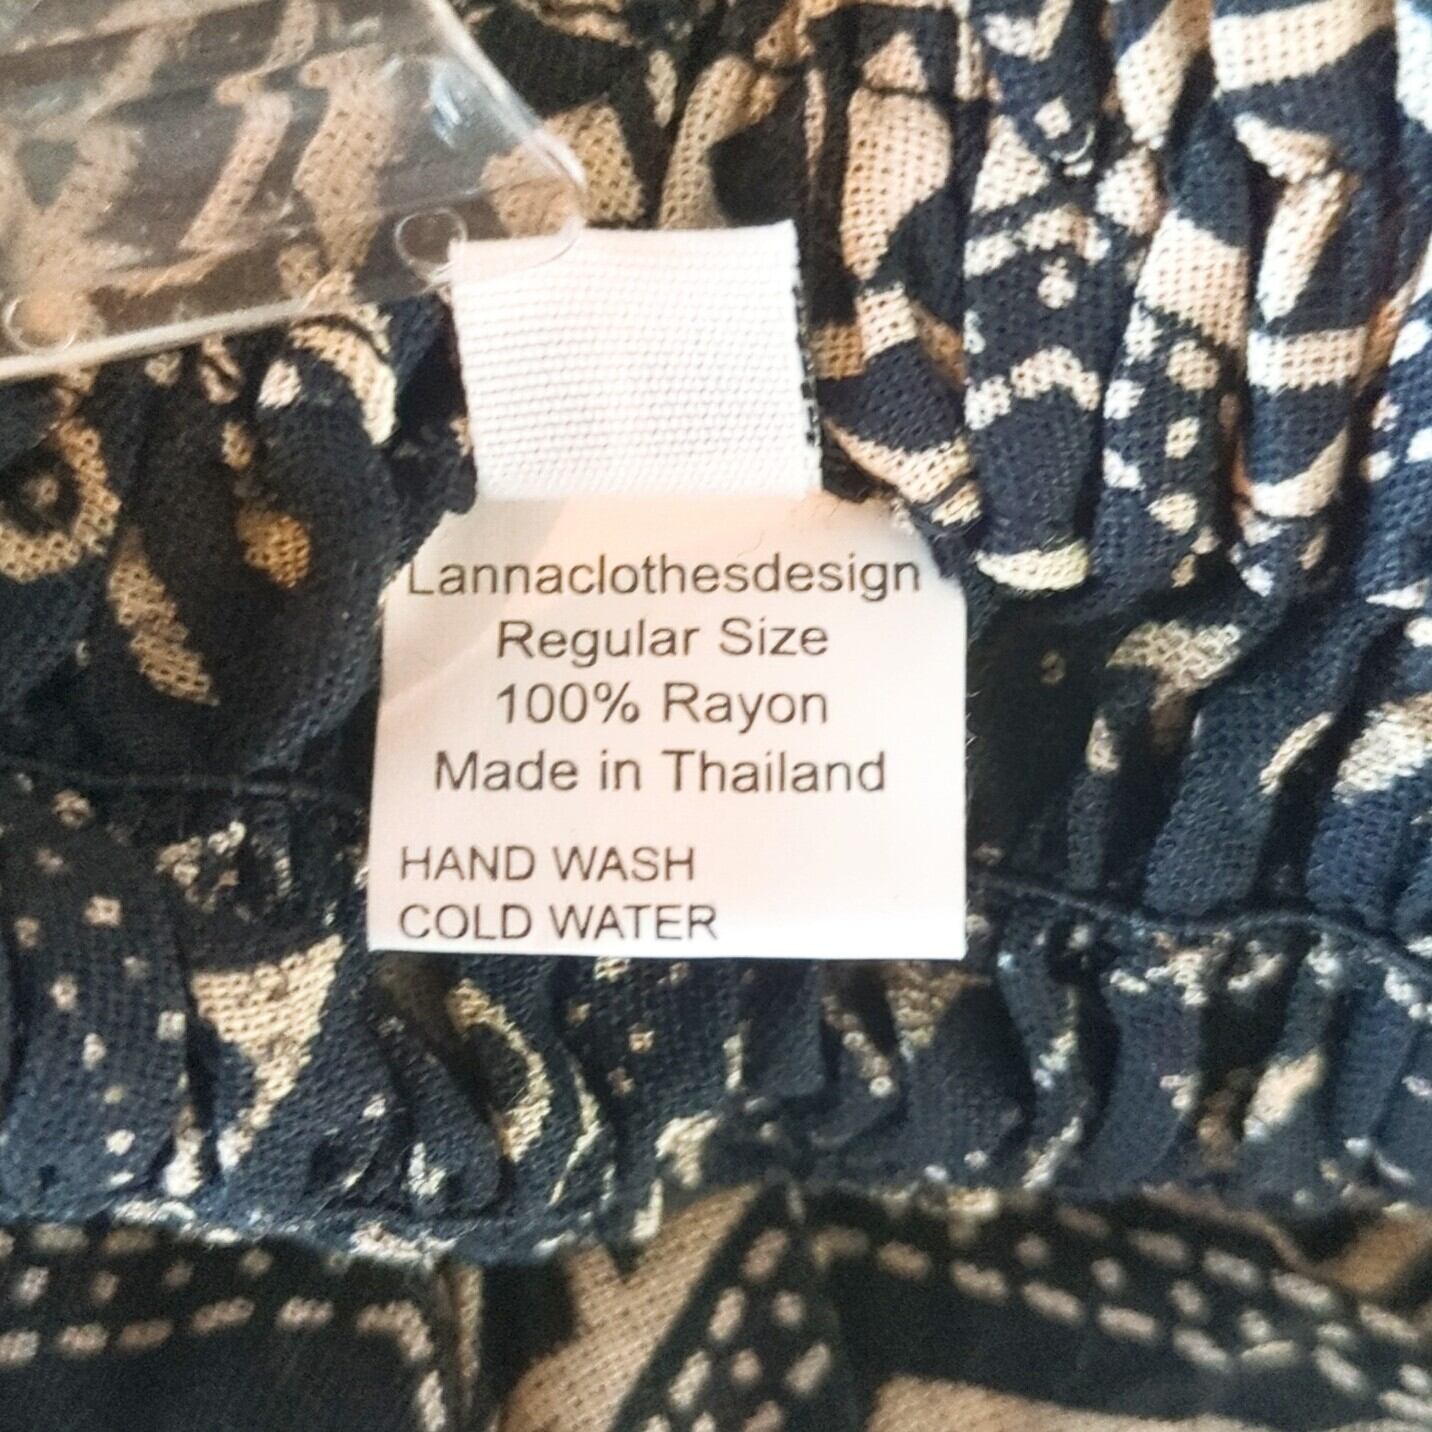 Lannaclothesdesign
Regular Size
100% Rayon
Made in Thailand
HAND WASH
COLD WATER